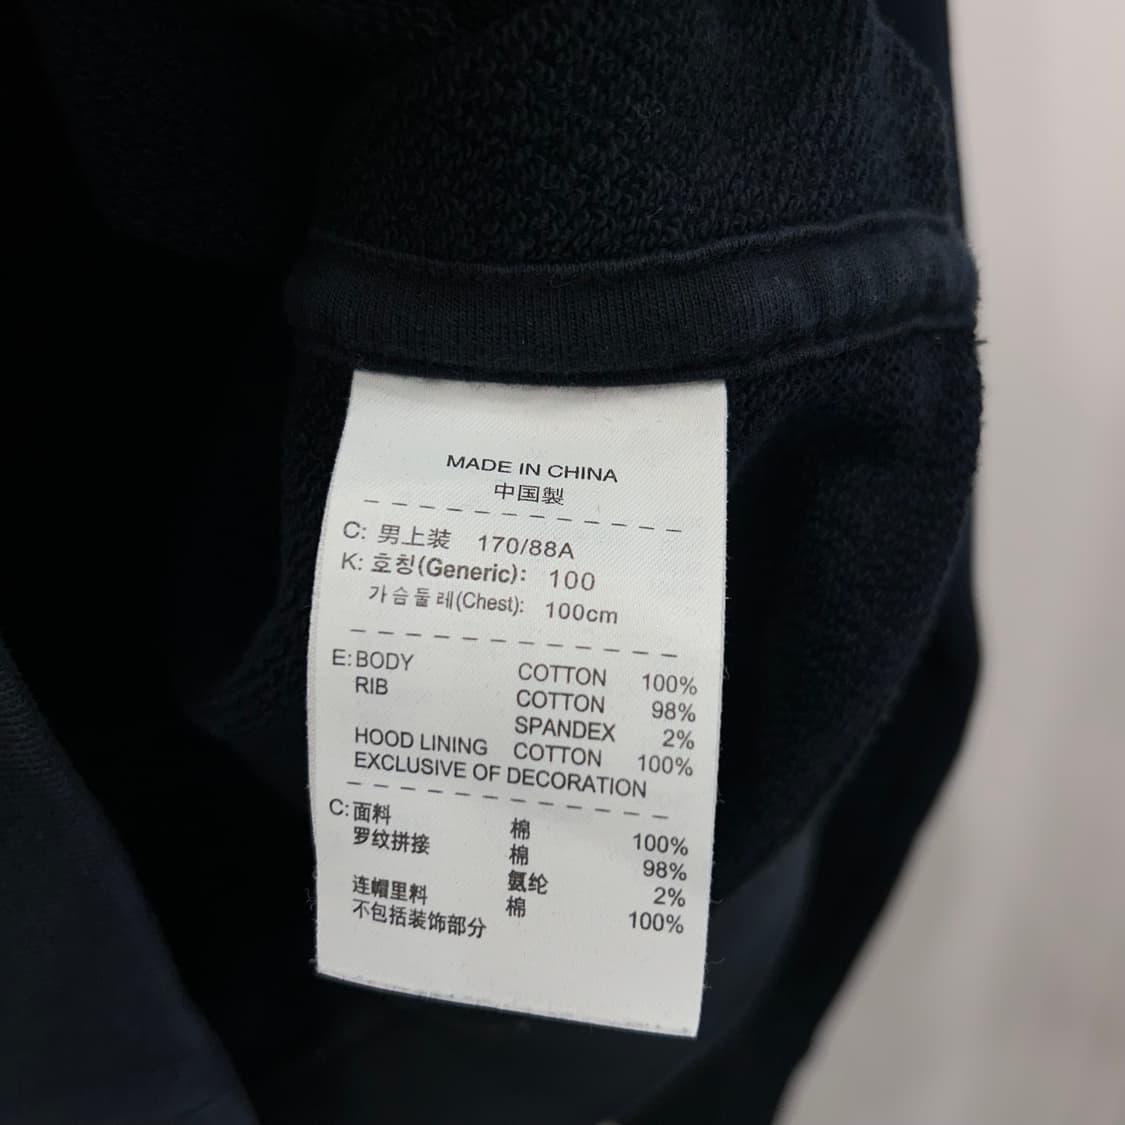 MADE IN CHINA
中国製
C: 男上装 170/88A
K: 호칭(Generic): 100
가슴둘레(Chest): 100cm
E: BODY COTTON 100%
RIB COTTON 98%
SPANDEX 2%
HOOD LINING COTTON 100%
EXCLUSIVE OF DECORATION
C: 面料 棉 100%
罗纹拼接 棉 98%
氨纶 2%
连帽里料 棉 100%
不包括装饰部分